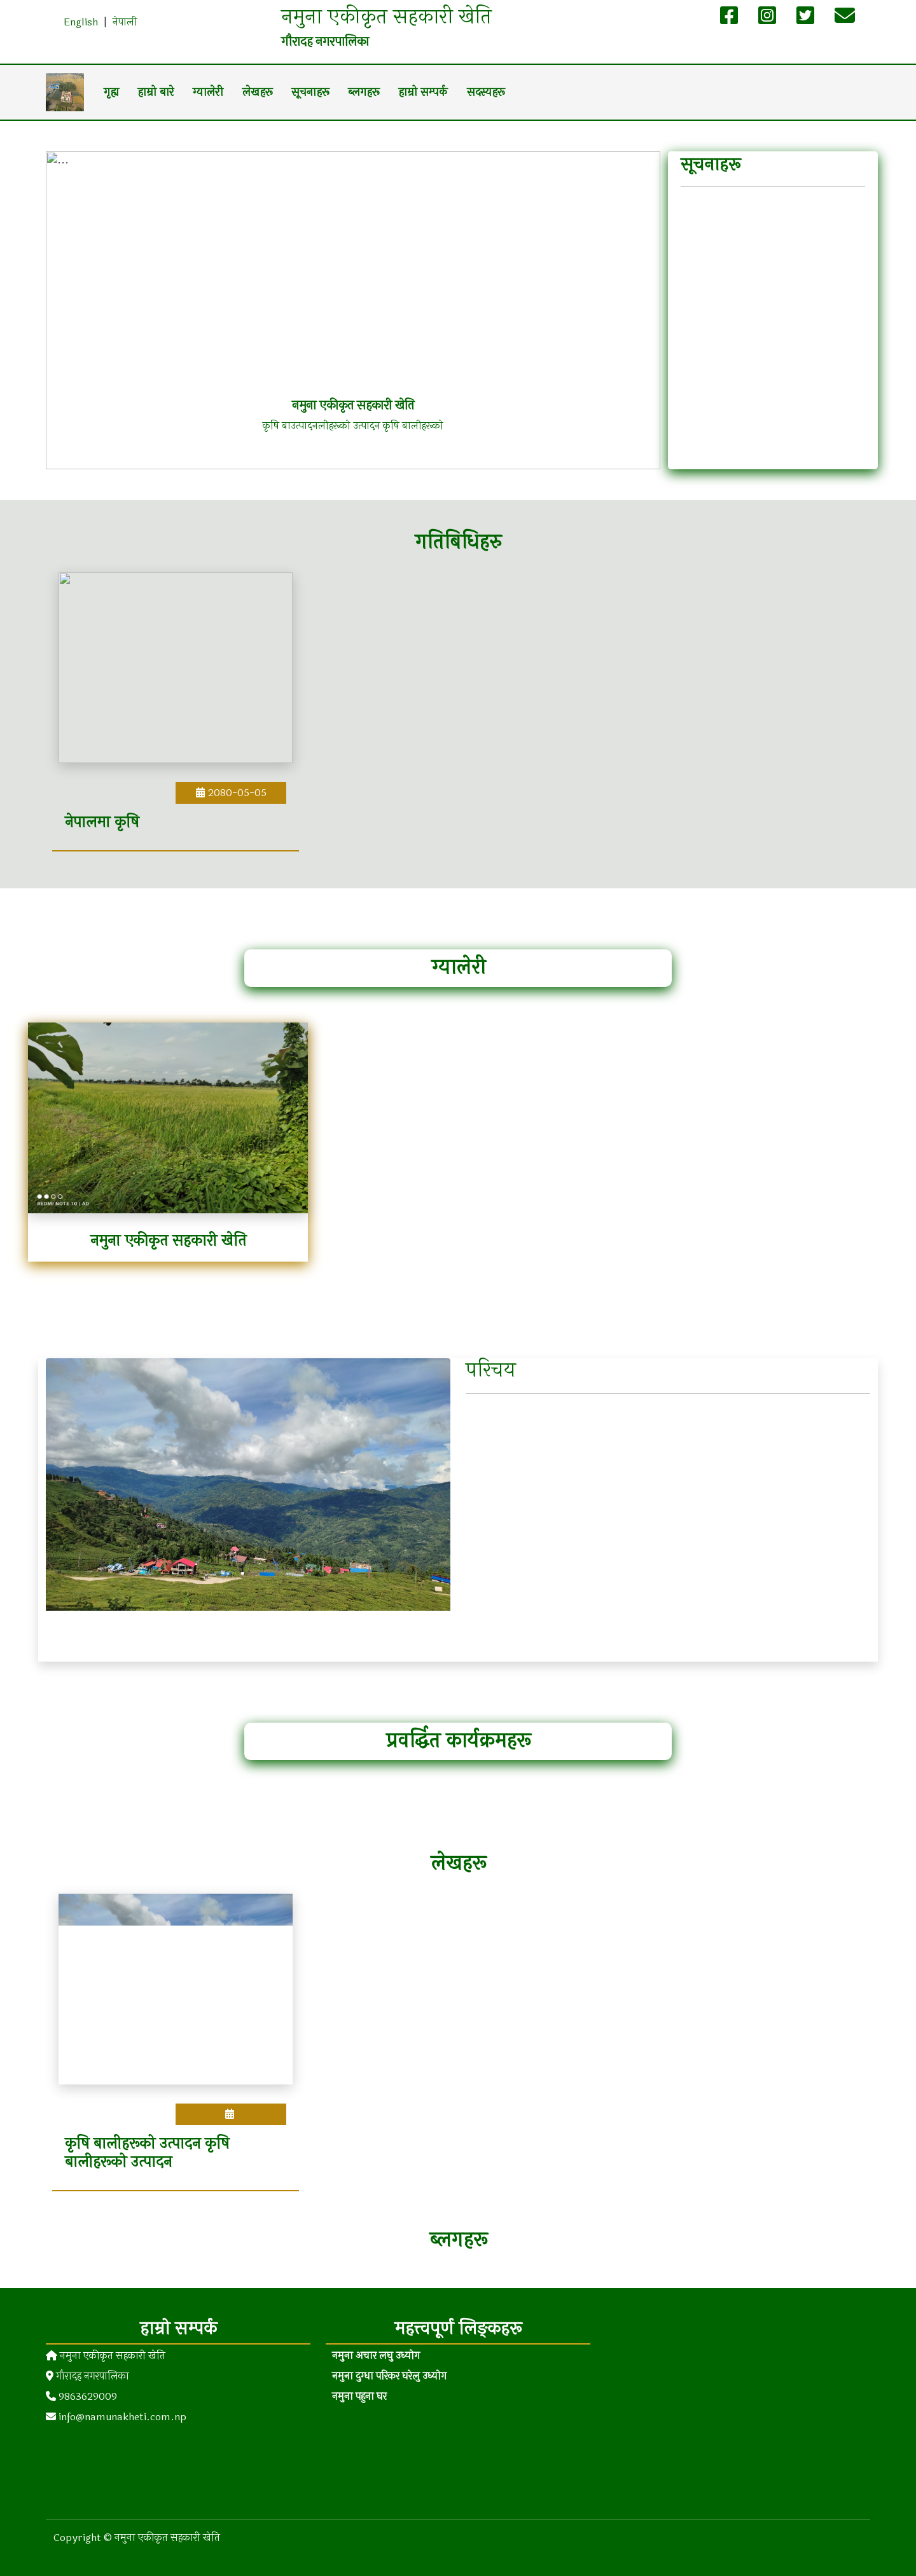 English | नेपाली
नमुना एकीकृत सहकारी खेति
गौरादह नगरपालिका
गृह्म हाम्रो बारे ग्यालेरी लेखहरु सूचनाहरु ब्लगहरु हाम्रो सम्पर्क सदस्यहरु
...
सूचनाहरू
नमुना एकीकृत सहकारी खेति
कृषि बाउत्पादनलीहरूको उत्पादन कृषि बालीहरूको
गतिबिधिहरु
2080-05-05
नेपालमा कृषि
ग्यालेरी
REDMI NOTE 10 | AD
नमुना एकीकृत सहकारी खेति
परिचय
प्रवर्द्धित कार्यक्रमहरू
लेखहरू
कृषि बालीहरूको उत्पादन कृषि
बालीहरूको उत्पादन
ब्लगहरू
हाम्रो सम्पर्क
नमुना एकीकृत सहकारी खेति
गौरादह नगरपालिका
9863629009
info@namunakheti.com.np
महत्त्वपूर्ण लिङ्कहरू
नमुना अचार लघु उध्योग
नमुना दुग्धा परिकर घरेलु उध्योग
नमुना पहुना घर
Copyright © नमुना एकीकृत सहकारी खेति